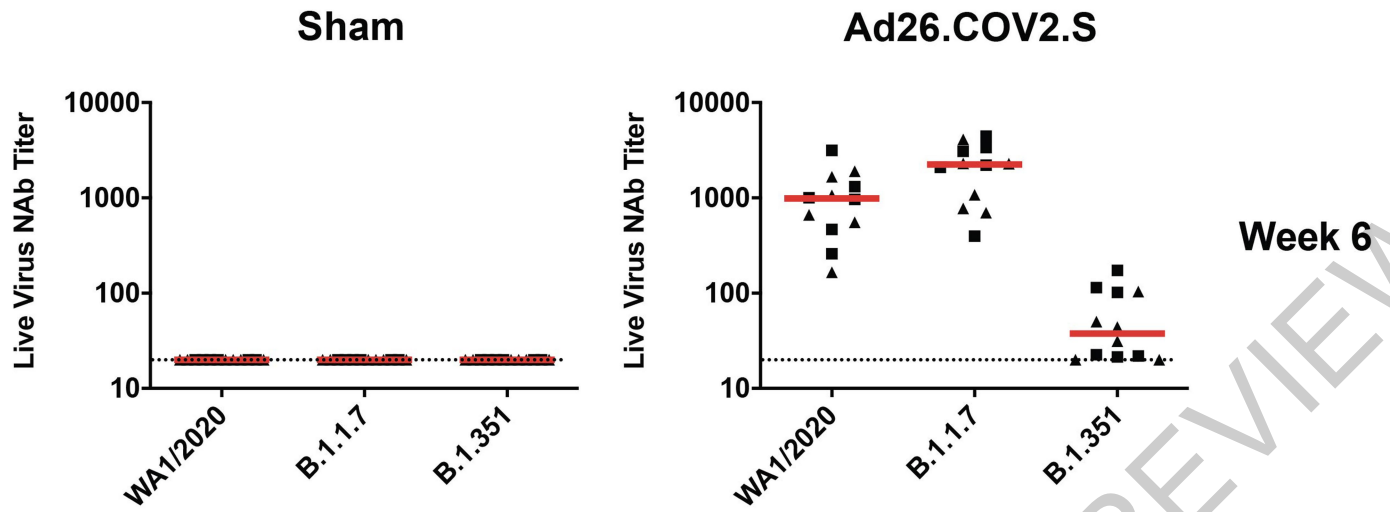 Sham
Ad26.COV2.S
Live Virus NAb Titer
10000
1000
100
10
WA1/2020
B.1.1.7
B.1.351
Live Virus NAb Titer
10000
1000
100
10
WA1/2020
B.1.1.7
B.1.351
Week 6
REVIEW